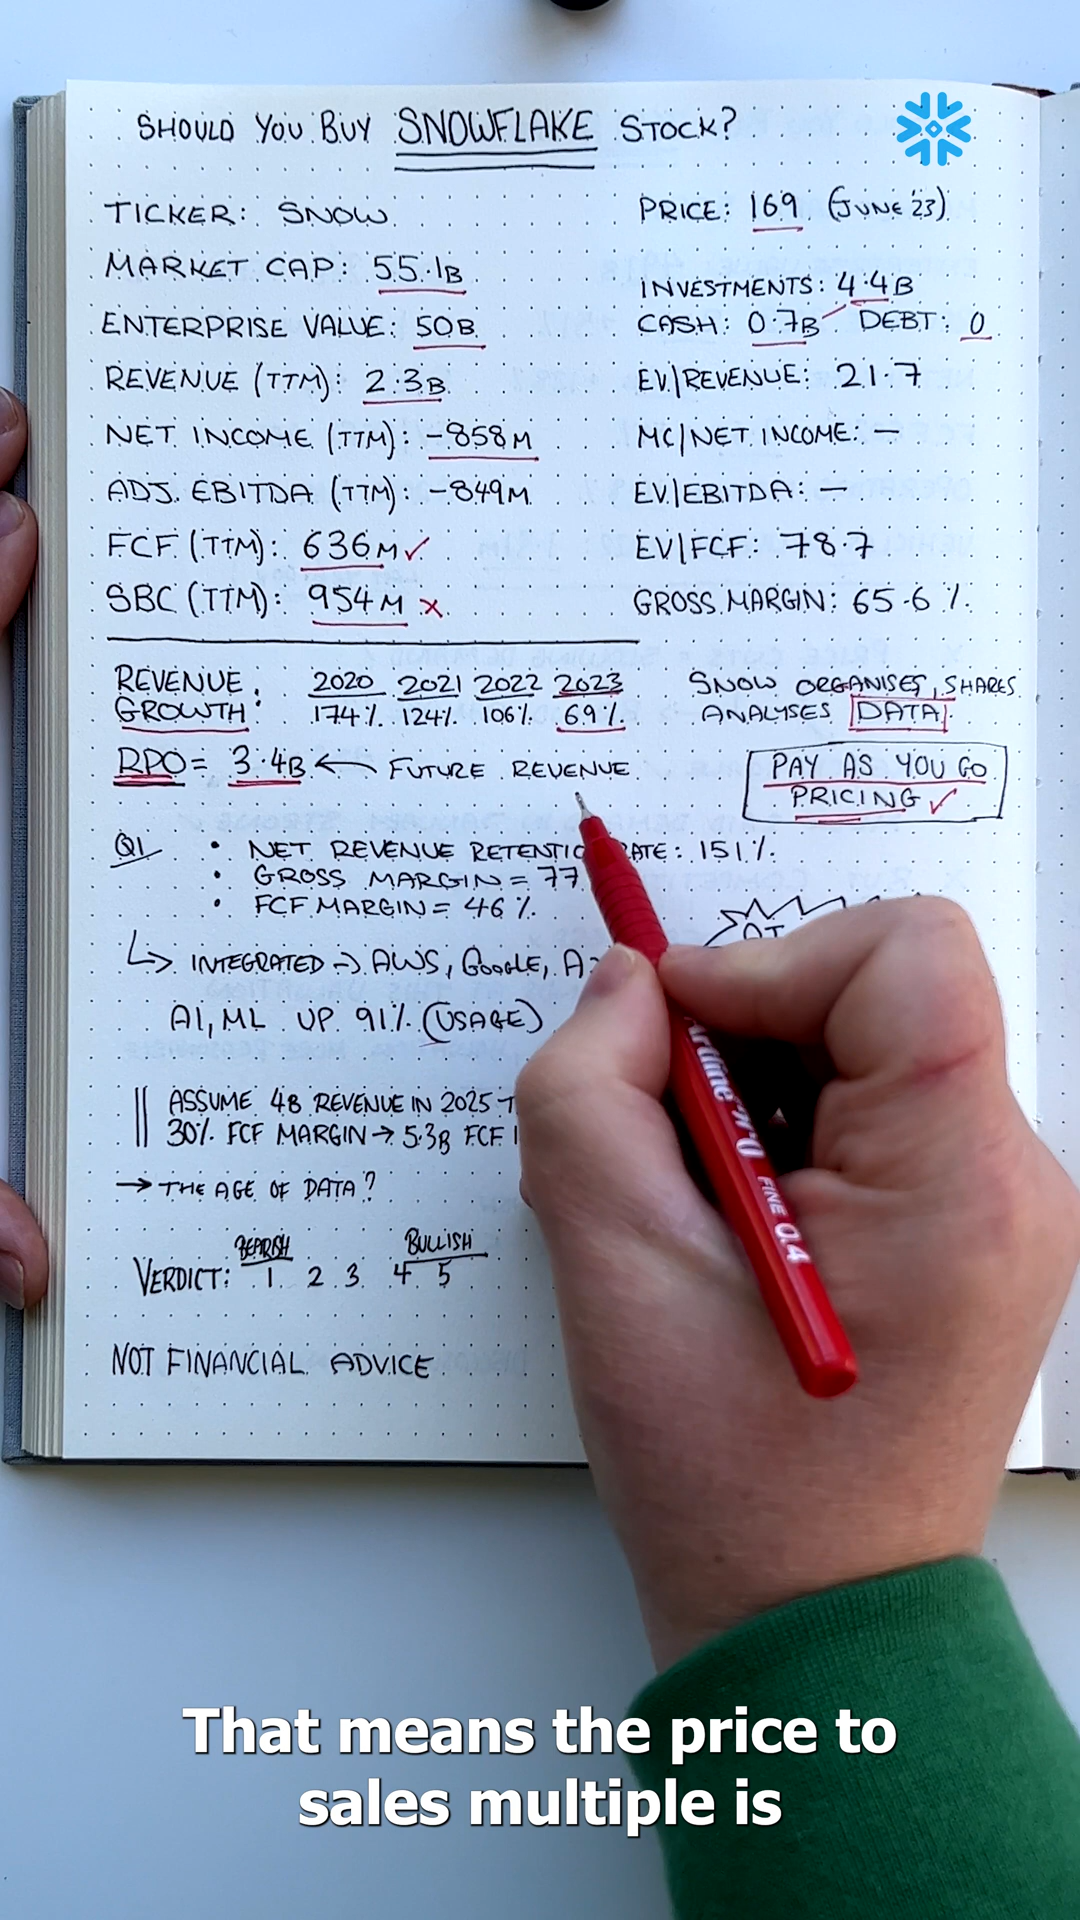 SHOULD YOU BUY SNOWFLAKE STOCK?
TICKER: SNOW
PRICE: 169 (JUNE '23)
MARKET CAP: 55.1B
INVESTMENTS: 4.4B
ENTERPRISE VALUE: 50B
CASH: 0.7B DEBT: 0
REVENUE (TTM): 2.3B
EV/REVENUE: 21.7
NET INCOME (TTM): -858M
MC/NET INCOME: -
ADJ. EBITDA (TTM): -849M
EV/EBITDA: -
FCF (TTM): 636M ✓
EV/FCF: 78.7
SBC (TTM): 954M x
GROSS MARGIN: 65.6%
REVENUE GROWTH:
2020 2021 2022 2023
174% 124% 106% 69%
SNOW ORGANISES, SHARES
ANALYSES DATA
RPO = 3.4B ← FUTURE REVENUE
PAY AS YOU GO
PRICING ✓
Q1
• NET REVENUE RETENTION RATE: 151%
• GROSS MARGIN = 77
• FCF MARGIN = 46%
↳ INTEGRATED → AWS, GOOGLE,
AI, ML UP 91% (USAGE)
ASSUME 4B REVENUE IN 2025
30% FCF MARGIN → 5.3B FCF
→ THE AGE OF DATA?
BEARISH BULLISH
VERDICT: 1 2 3 4 5
NOT FINANCIAL ADVICE
Artline
FINE 0.4
That means the price to
sales multiple is